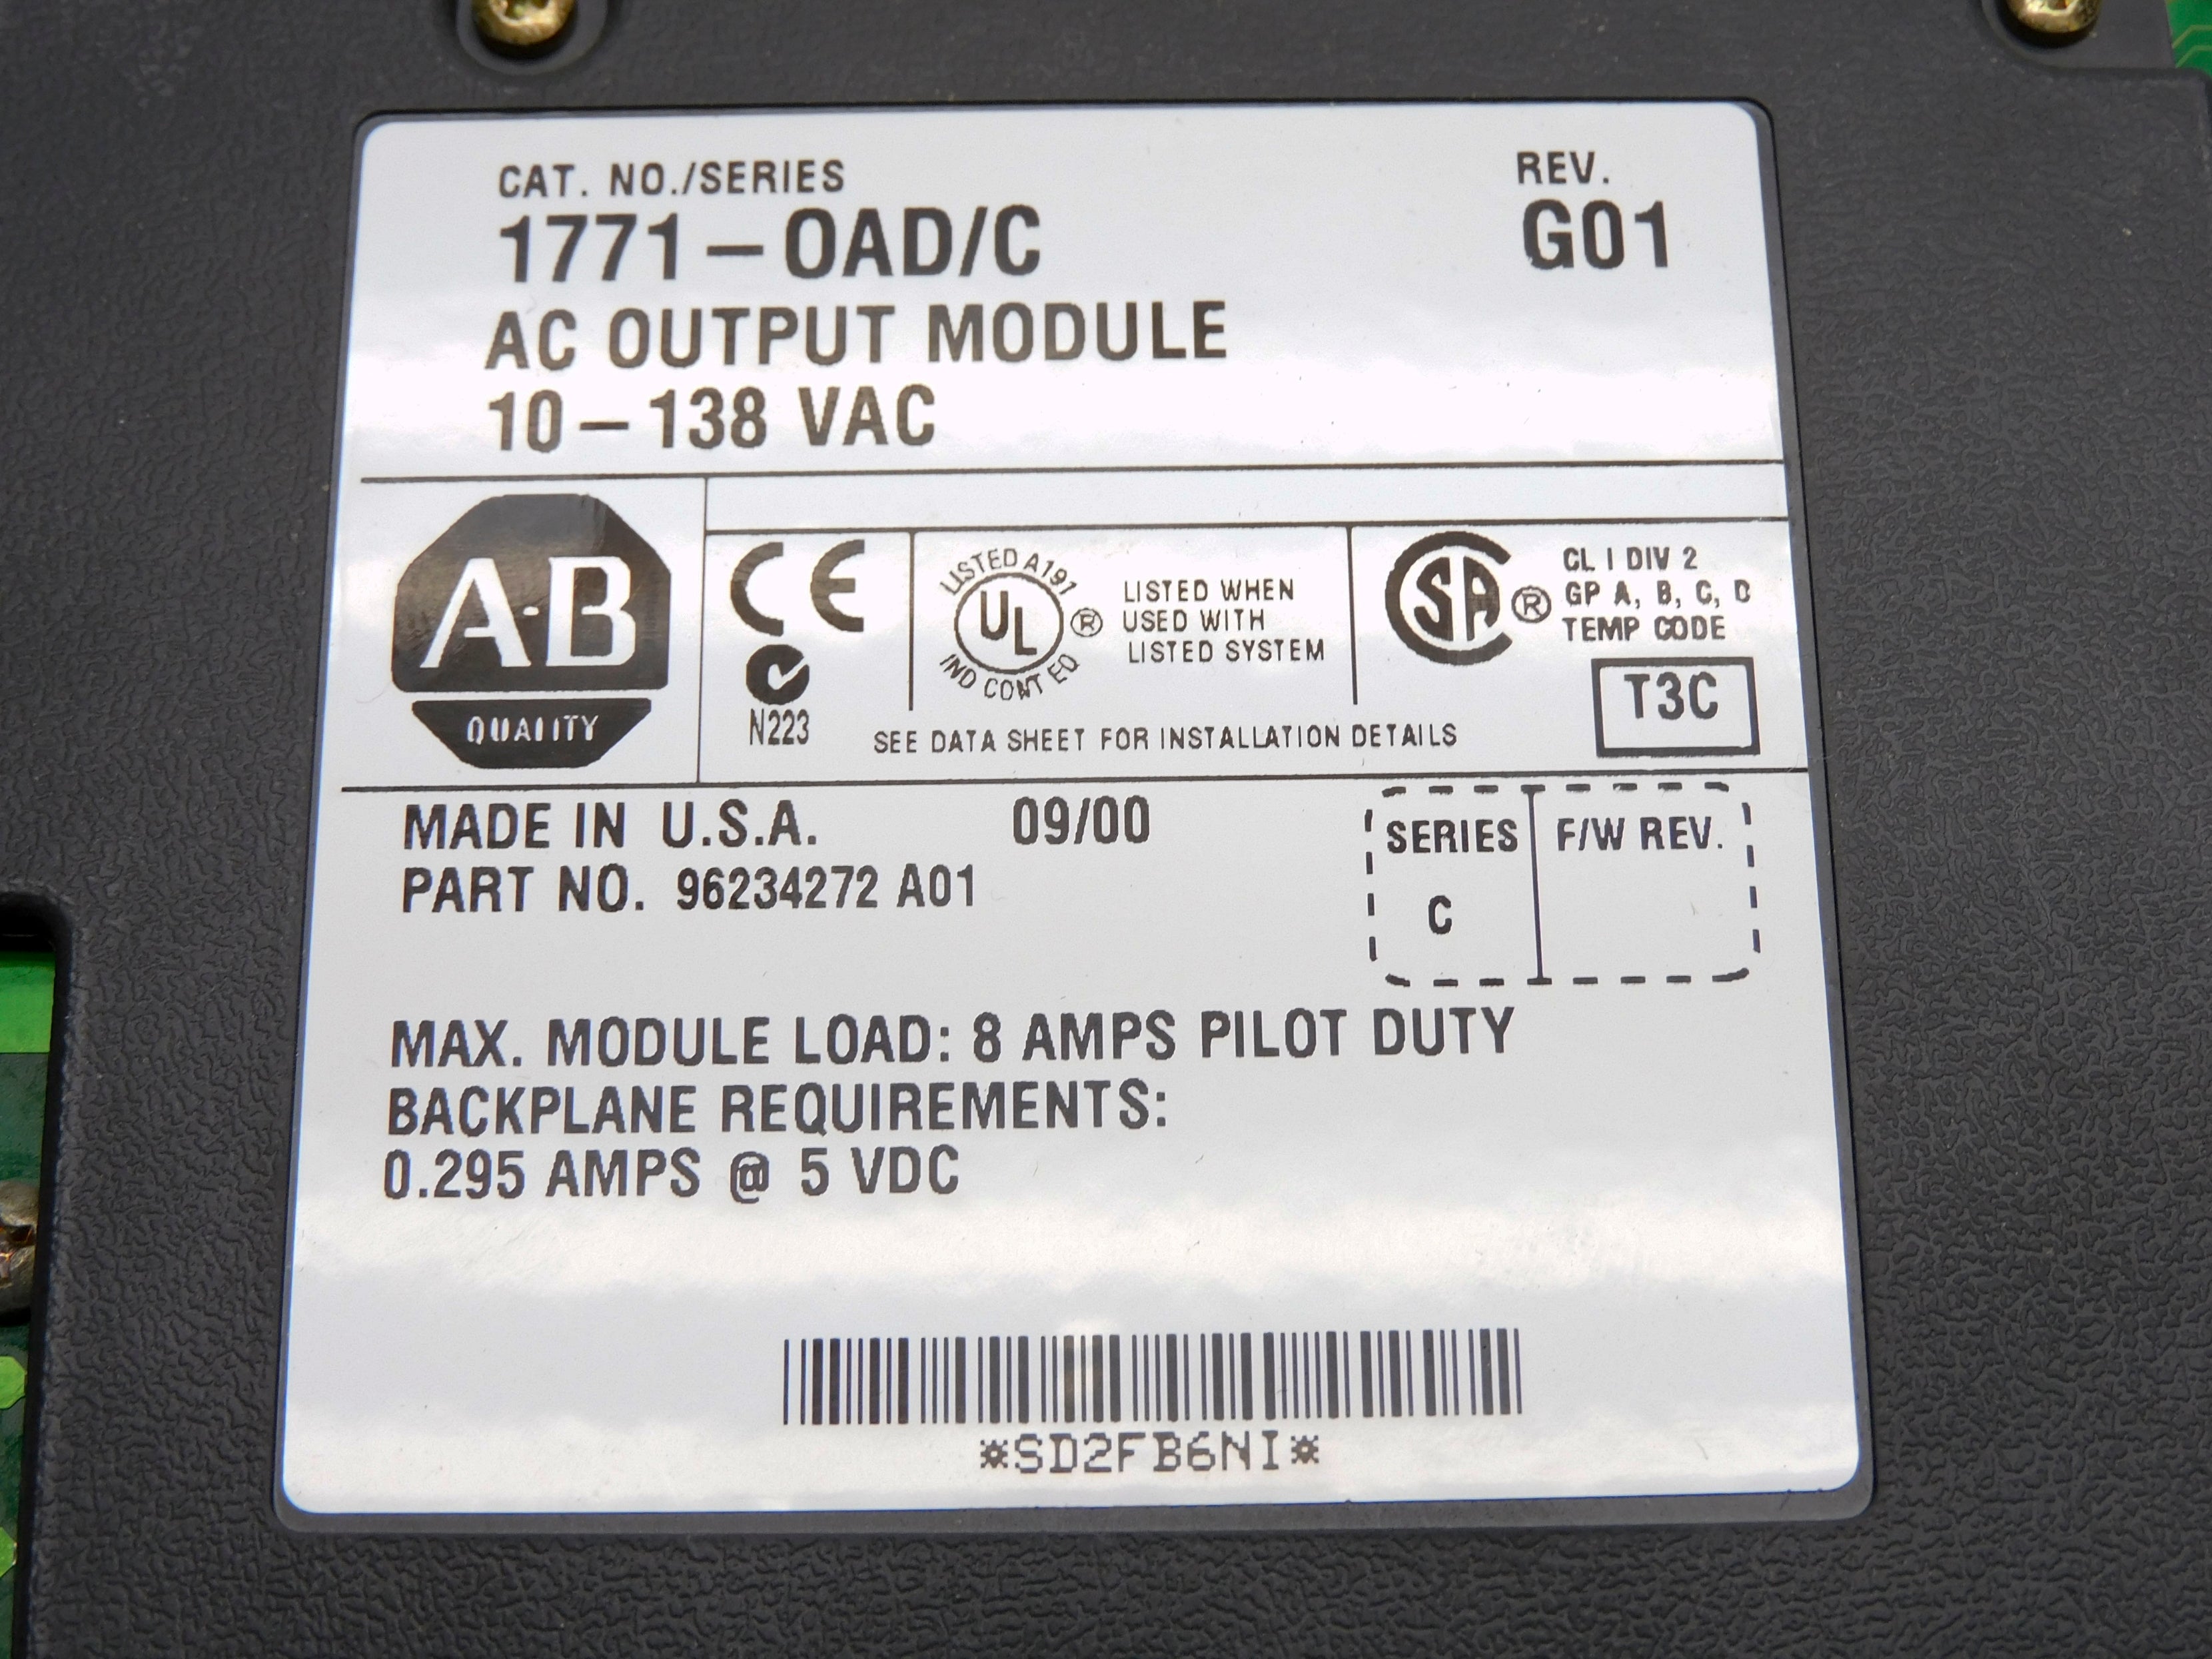 CAT. NO./SERIES
REV.
1771-OAD/C
G01
AC OUTPUT MODULE
10-138 VAC
A-B
QUALITY
CE
N223
LISTED A191
UL
®
IND CONT EQ
LISTED WHEN
USED WITH
LISTED SYSTEM
SA ®
CL I DIV 2
GP A, B, C, D
TEMP CODE
T3C
SEE DATA SHEET FOR INSTALLATION DETAILS
MADE IN U.S.A. 09/00
PART NO. 96234272 A01
SERIES
C
F/W REV.
MAX. MODULE LOAD: 8 AMPS PILOT DUTY
BACKPLANE REQUIREMENTS:
0.295 AMPS @ 5 VDC
*SD2FB6NI*